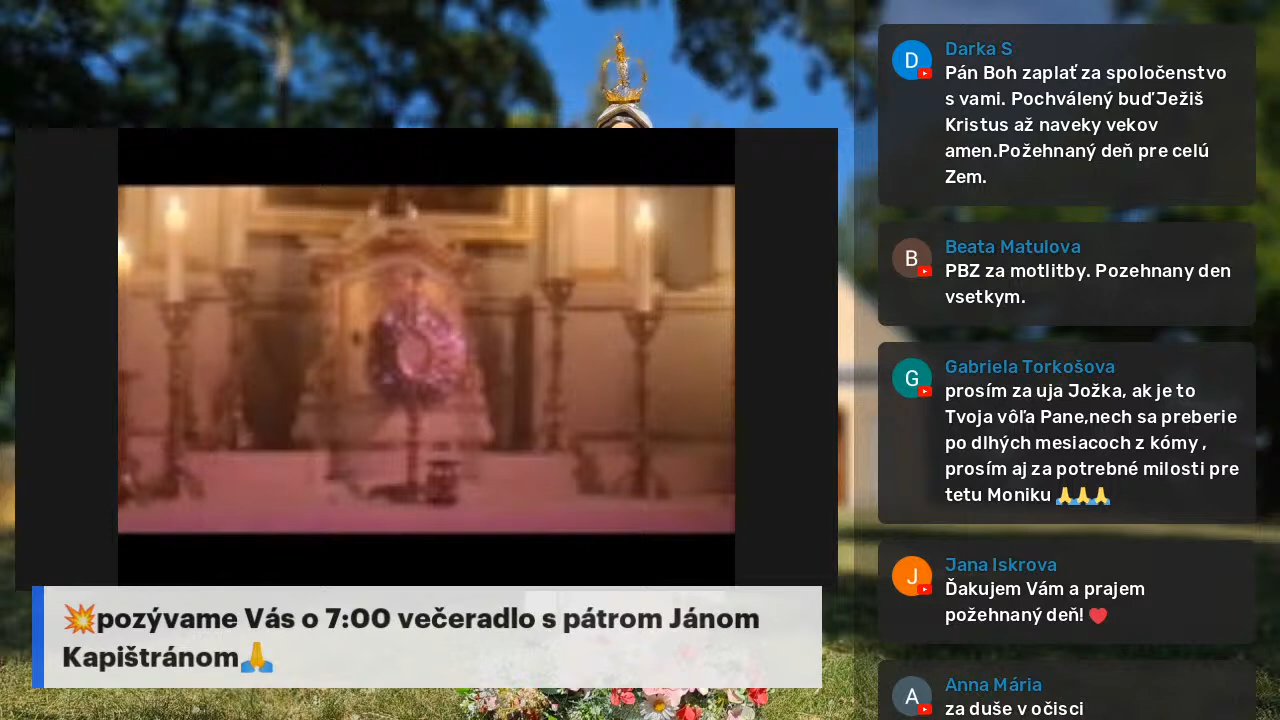 Darka S
Pán Boh zaplať za spoločenstvo
s vami. Pochválený buď Ježiš
Kristus až naveky vekov
amen.Požehnaný deň pre celú
Zem.
Beata Matulova
PBZ za motlitby. Pozehnany den
vsetkym.
Gabriela Torkošova
prosím za uja Jožka, ak je to
Tvoja vôľa Pane,nech sa preberie
po dlhých mesiacoch z kómy ,
prosím aj za potrebné milosti pre
tetu Moniku 🙏🙏🙏
Jana Iskrova
Ďakujem Vám a prajem
požehnaný deň! ❤️
Anna Mária
za duše v očisci
💥pozývame Vás o 7:00 večeradlo s pátrom Jánom
Kapištránom🙏